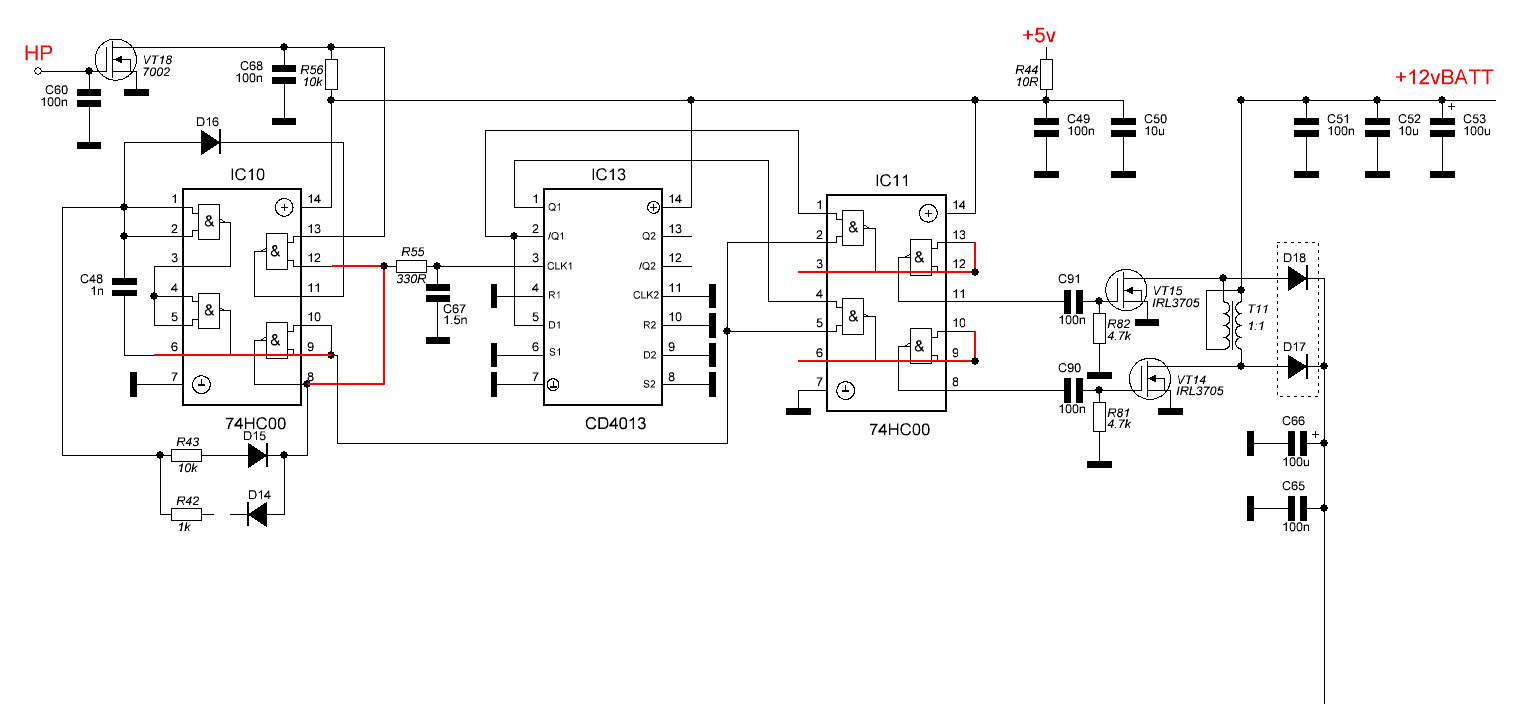 HP
VT18
7002
C60
100n
C68
100n
R56
10k
+5v
R44
10R
C49
100n
C50
10u
+12vBATT
+
C51
100n
C52
10u
C53
100u
D16
IC10
1
2
3
4
5
6
7
14
13
12
11
10
9
8
&
&
&
&
74HC00
C48
1n
R55
330R
C67
1.5n
IC13
1
2
3
4
5
6
7
Q1
/Q1
CLK1
R1
D1
S1
Q2
/Q2
CLK2
R2
D2
S2
14
13
12
11
10
9
8
CD4013
IC11
1
2
3
4
5
6
7
14
13
12
11
10
9
8
&
&
&
&
74HC00
C91
100n
VT15
IRL3705
R82
4.7k
C90
100n
VT14
IRL3705
R81
4.7k
T11
1:1
D18
D17
C66
+
100u
C65
100n
R43
10k
D15
R42
1k
D14